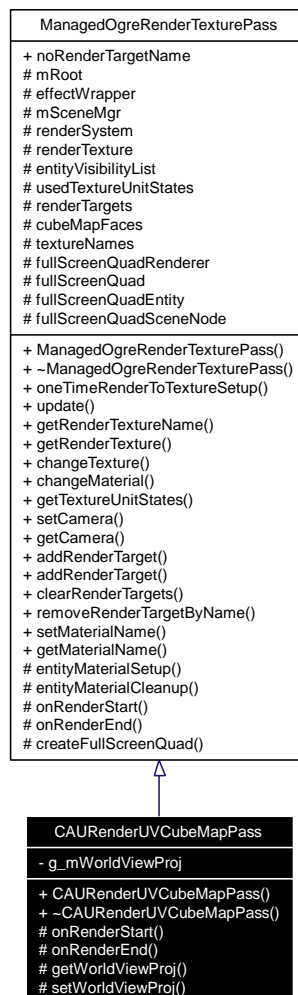 ManagedOgreRenderTexturePass
+ noRenderTargetName
# mRoot
# effectWrapper
# mSceneMgr
# renderSystem
# renderTexture
# entityVisibilityList
# usedTextureUnitStates
# renderTargets
# cubeMapFaces
# textureNames
# fullScreenQuadRenderer
# fullScreenQuad
# fullScreenQuadEntity
# fullScreenQuadSceneNode
+ ManagedOgreRenderTexturePass()
+ ~ManagedOgreRenderTexturePass()
+ oneTimeRenderToTextureSetup()
+ update()
+ getRenderTextureName()
+ getRenderTexture()
+ changeTexture()
+ changeMaterial()
+ getTextureUnitStates()
+ setCamera()
+ getCamera()
+ addRenderTarget()
+ addRenderTarget()
+ clearRenderTargets()
+ removeRenderTargetByName()
+ setMaterialName()
+ getMaterialName()
# entityMaterialSetup()
# entityMaterialCleanup()
# onRenderStart()
# onRenderEnd()
# createFullScreenQuad()
CAURenderUVCubeMapPass
- g_mWorldViewProj
+ CAURenderUVCubeMapPass()
+ ~CAURenderUVCubeMapPass()
# onRenderStart()
# onRenderEnd()
# getWorldViewProj()
# setWorldViewProj()